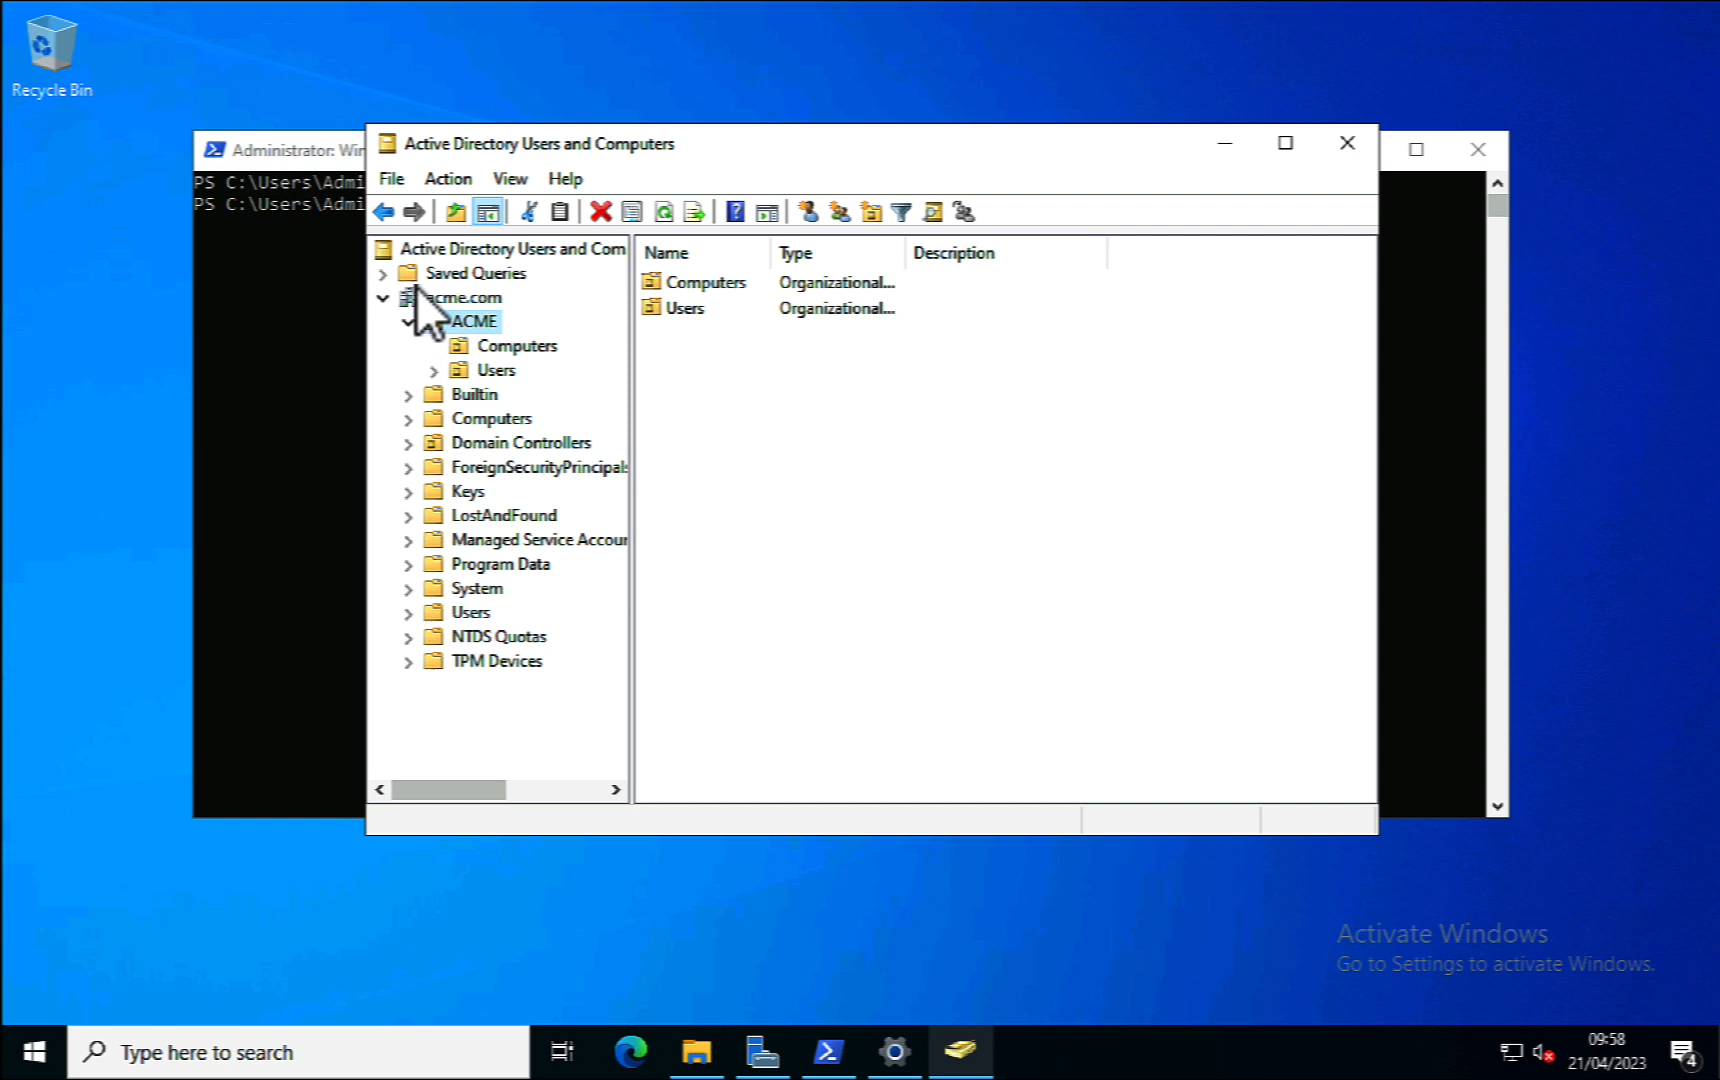 Recycle Bin
Administrator: Win
PS C:\Users\Admi
PS C:\Users\Admi
Active Directory Users and Computers
File Action View Help
Active Directory Users and Com
Saved Queries
acme.com
ACME
Computers
Users
Builtin
Computers
Domain Controllers
ForeignSecurityPrincipals
Keys
LostAndFound
Managed Service Accour
Program Data
System
Users
NTDS Quotas
TPM Devices
Name Type Description
Computers Organizational...
Users Organizational...
Activate Windows
Go to Settings to activate Windows.
Type here to search
09:58
21/04/2023
4